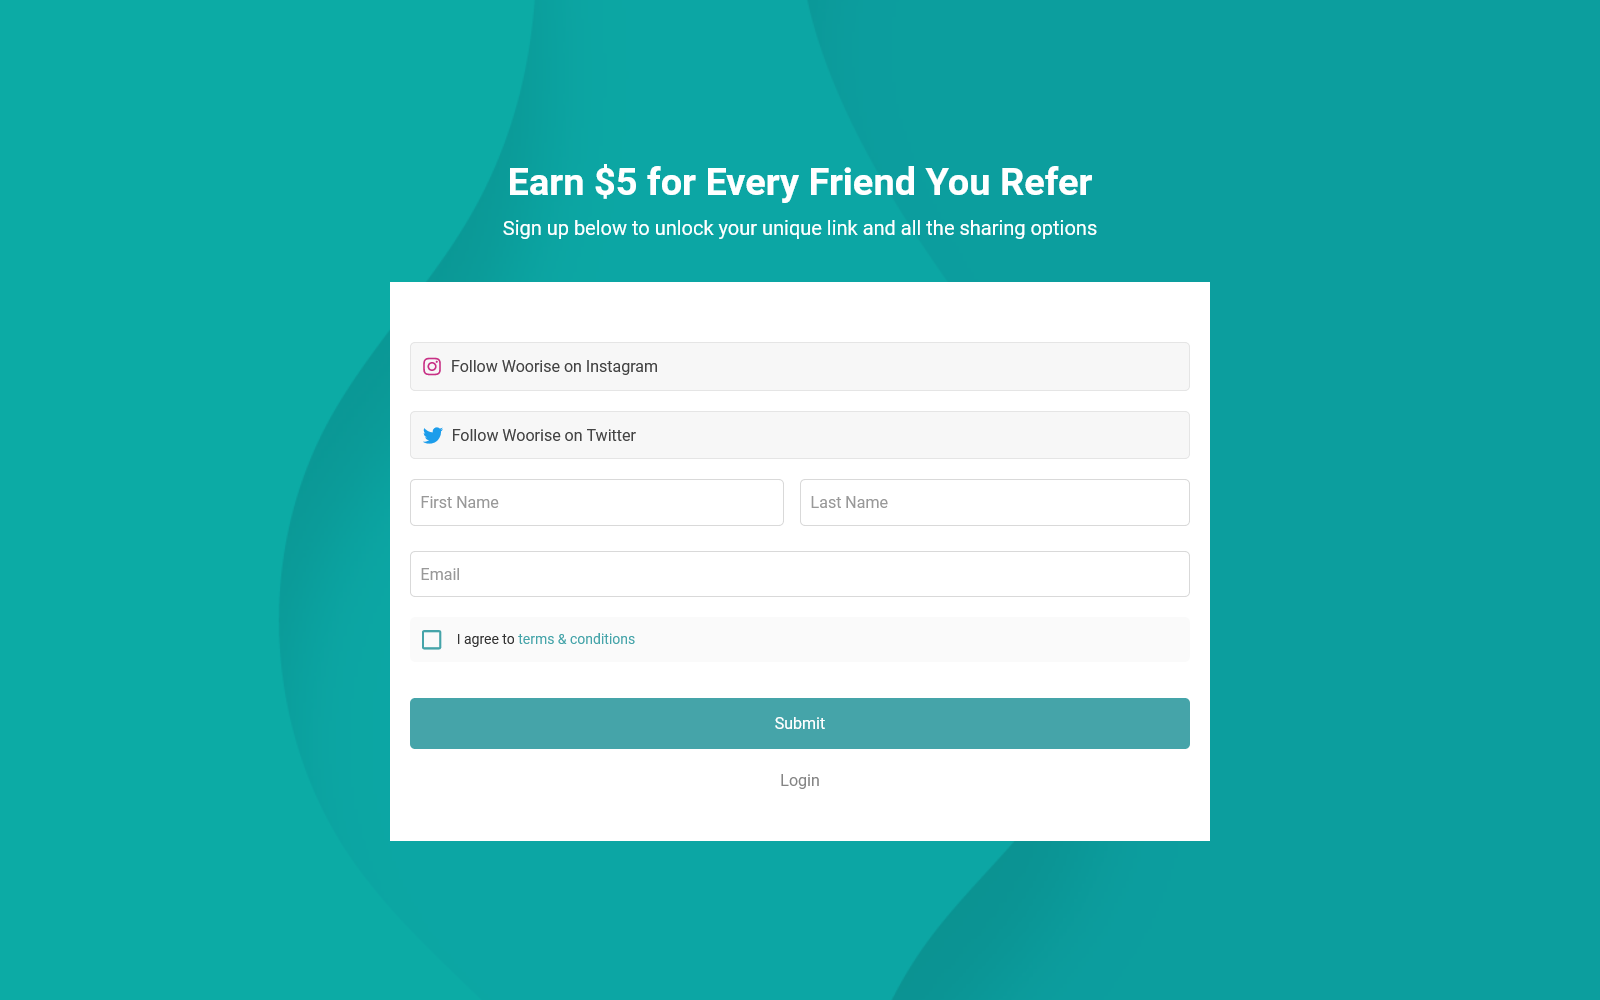 Earn $5 for Every Friend You Refer
Sign up below to unlock your unique link and all the sharing options
Follow Woorise on Instagram
Follow Woorise on Twitter
First Name
Last Name
Email
I agree to terms & conditions
Submit
Login